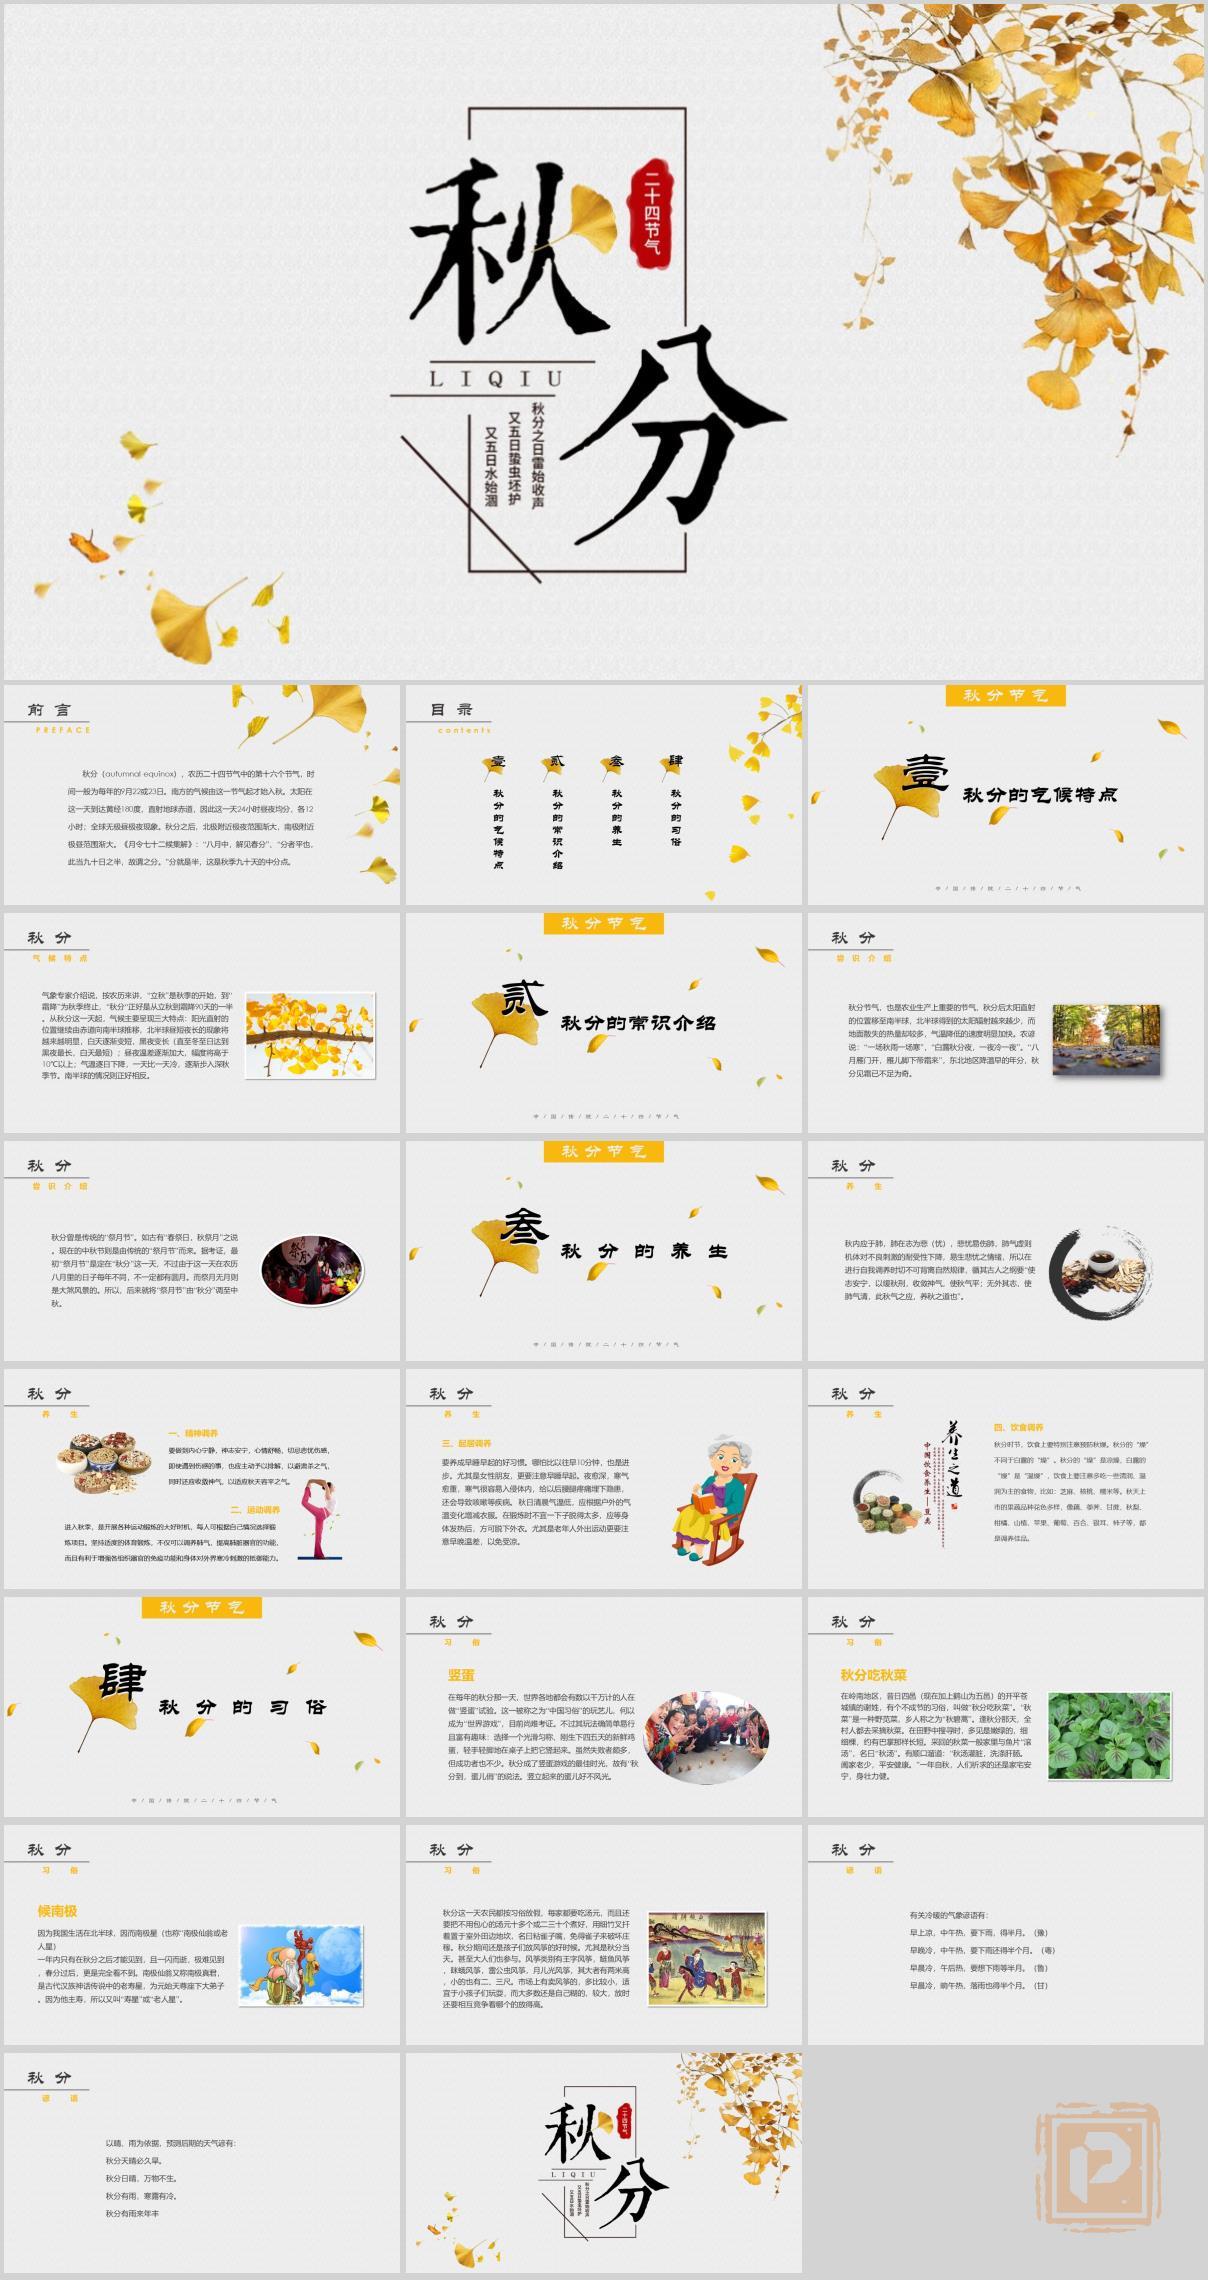 秋分
二十四节气
LIQIU
秋分之日雷始收声
又五日蛰虫坯护
又五日水始涸
前言
PREFACE
秋分（autumnal equinox），农历二十四节气中的第十六个节气，时
间一般为每年的9月22或23日。南方的气候由这一节气起才始入秋。太阳在
这一天到达黄经180度，直射地球赤道，因此这一天24小时昼夜均分，各12
小时；全球无极昼极夜现象。秋分之后，北极附近极夜范围渐大，南极附近
极昼范围渐大。《月令七十二候集解》：“八月中，解见春分”、“分者平也，
此当九十日之半，故谓之分。”分就是半，这是秋季九十天的中分点。
目录
contents
壹
秋分的气候特点
贰
秋分的常识介绍
叁
秋分的养生
肆
秋分的习俗
秋分节气
壹
秋分的气候特点
中/国/传/统/二/十/四/节/气
秋分
气候特点
气象专家介绍说，按农历来讲，“立秋”是秋季的开始，到“
霜降”为秋季终止，“秋分”正好是从立秋到霜降90天的一半
。从秋分这一天起，气候主要呈现三大特点：阳光直射的
位置继续由赤道向南半球推移，北半球昼短夜长的现象将
越来越明显，白天逐渐变短，黑夜变长（直至冬至日达到
黑夜最长，白天最短）；昼夜温差逐渐加大，幅度将高于
10℃以上；气温逐日下降，一天比一天冷，逐渐步入深秋
季节。南半球的情况则正好相反。
秋分节气
贰
秋分的常识介绍
中/国/传/统/二/十/四/节/气
秋分
尝识介绍
秋分节气，也是农业生产上重要的节气，秋分后太阳直射
的位置移至南半球，北半球得到的太阳辐射越来越少，而
地面散失的热量却较多，气温降低的速度明显加快。农谚
说：“一场秋雨一场寒”，“白露秋分夜，一夜冷一夜”。“八
月雁门开，雁儿脚下带霜来”，东北地区降温早的年分，秋
分见霜已不足为奇。
秋分
尝识介绍
秋分曾是传统的“祭月节”。如古有“春祭日，秋祭月”之说
。现在的中秋节则是由传统的“祭月节”而来。据考证，最
初“祭月节”是定在“秋分”这一天，不过由于这一天在农历
八月里的日子每年不同，不一定都有圆月。而祭月无月则
是大煞风景的。所以，后来就将“祭月节”由“秋分”调至中
秋。
秋分节气
叁
秋分的养生
中/国/传/统/二/十/四/节/气
秋分
养生
秋内应于肺，肺在志为悲（忧），悲忧易伤肺，肺气虚则
机体对不良刺激的耐受性下降，易生悲忧之情绪，所以在
进行自我调养时切不可背离自然规律，循其古人之纲要“使
志安宁，以缓秋刑，收敛神气，使秋气平；无外其志，使
肺气清，此秋气之应，养秋之道也”。
秋分
养生
一、精神调养
要做到内心宁静，神志安宁，心情舒畅，切忌悲忧伤感，
即使遇到伤感的事，也应主动予以排解，以避肃杀之气，
同时还应收敛神气，以适应秋天容平之气。
二、运动调养
进入秋季，是开展各种运动锻炼的大好时机，每人可根据自己情况选择锻
炼项目。坚持适度的体育锻炼，不仅可以调养肺气，提高肺脏器官的功能，
而且有利于增强各组织器官的免疫功能和身体对外界寒冷刺激的抵御能力。
秋分
养生
三、起居调养
要养成早睡早起的好习惯。哪怕比以往早10分钟，也是进
步。尤其是女性朋友，更要注意早睡早起。夜愈深，寒气
愈重，寒气很容易入侵体内，给以后腰腿疼痛埋下隐患，
还会导致咳嗽等疾病。 秋日清晨气温低，应根据户外的气
温变化增减衣服。在锻炼时不宜一下子脱得太多，应等身
体发热后，方可脱下外衣。尤其是老年人外出运动更要注
意早晚温差，以免受凉。
秋分
养生
养生之道
中国饮食养生—豆类
四、饮食调养
秋分时节，饮食上要特别注意预防秋燥。秋分的“燥”
不同于白露的“燥”。秋分的“燥”是凉燥，白露的
“燥”是“温燥”，饮食上要注意多吃一些清润、温
润为主的食物，比如：芝麻、核桃、糯米等。秋天上
市的果蔬品种花色多样，像藕、荸荠、甘蔗、秋梨、
柑橘、山楂、苹果、葡萄、百合、银耳、柿子等，都
是调养佳品。
秋分节气
肆
秋分的习俗
中/国/传/统/二/十/四/节/气
秋分
习俗
竖蛋
在每年的秋分那一天，世界各地都会有数以千万计的人在
做“竖蛋”试验。这一被称之为“中国习俗”的玩艺儿，何以
成为“世界游戏”，目前尚难考证。不过其玩法确简单易行
且富有趣味：选择一个光滑匀称、刚生下四五天的新鲜鸡
蛋，轻手轻脚地在桌子上把它竖起来。虽然失败者颇多，
但成功者也不少。秋分成了竖蛋游戏的最佳时光，故有“秋
分到，蛋儿俏”的说法。竖立起来的蛋儿好不风光。
秋分
习俗
秋分吃秋菜
在岭南地区，昔日四邑（现在加上鹤山为五邑）的开平苍
城镇的谢姓，有个不成节的习俗，叫做“秋分吃秋菜”。“秋
菜”是一种野苋菜，乡人称之为“秋碧蒿”。逢秋分那天，全
村人都去采摘秋菜。在田野中搜寻时，多见是嫩绿的，细
细棵，约有巴掌那样长短。采回的秋菜一般家里与鱼片“滚
汤”，名曰“秋汤”。有顺口溜道：“秋汤灌脏，洗涤肝肠。
阖家老少，平安健康。”一年自秋，人们祈求的还是家宅安
宁，身壮力健。
秋分
习俗
候南极
因为我国生活在北半球，因而南极星（也称“南极仙翁或老
人星）
一年内只有在秋分之后才能见到，且一闪而逝，极难见到
，春分过后，更是完全看不到。南极仙翁又称南极真君，
是古代汉族神话传说中的老寿星，为元始天尊座下大弟子
。因为他主寿，所以又叫“寿星”或“老人星”。
秋分
习俗
秋分这一天农民都按习俗放假，每家都要吃汤元，而且还
要把不用包心的汤元十多个或二三十个煮好，用细竹叉扦
着置于室外田边地坎，名曰粘雀子嘴，免得雀子来破坏庄
稼。秋分期间还是孩子们放风筝的好时候。尤其是秋分当
天。甚至大人们也参与。风筝类别有王字风筝，鲢鱼风筝
，眯蛾风筝，雷公虫风筝，月儿光风筝，其大者有两米高
，小的也有二、三尺。市场上有卖风筝的，多比较小，适
宜于小孩子们玩耍，而大多数还是自己糊的，较大，放时
还要相互竞争看哪个的放得高。
秋分
谚语
有关冷暖的气象谚语有：
早上凉，中午热，要下雨，得半月。（豫）
早晚冷，中午热，要下雨还得半个月。（粤）
早晨冷，午后热，要想下雨等半月。（鲁）
早晨冷，晌午热，落雨也得半个月。（甘）
秋分
谚语
以晴、雨为依据，预测后期的天气谚有：
秋分天晴必久旱。
秋分日晴，万物不生。
秋分有雨，寒露有冷。
秋分有雨来年丰
秋分
二十四节气
LIQIU
秋分之日雷始收声
又五日蛰虫坯护
又五日水始涸